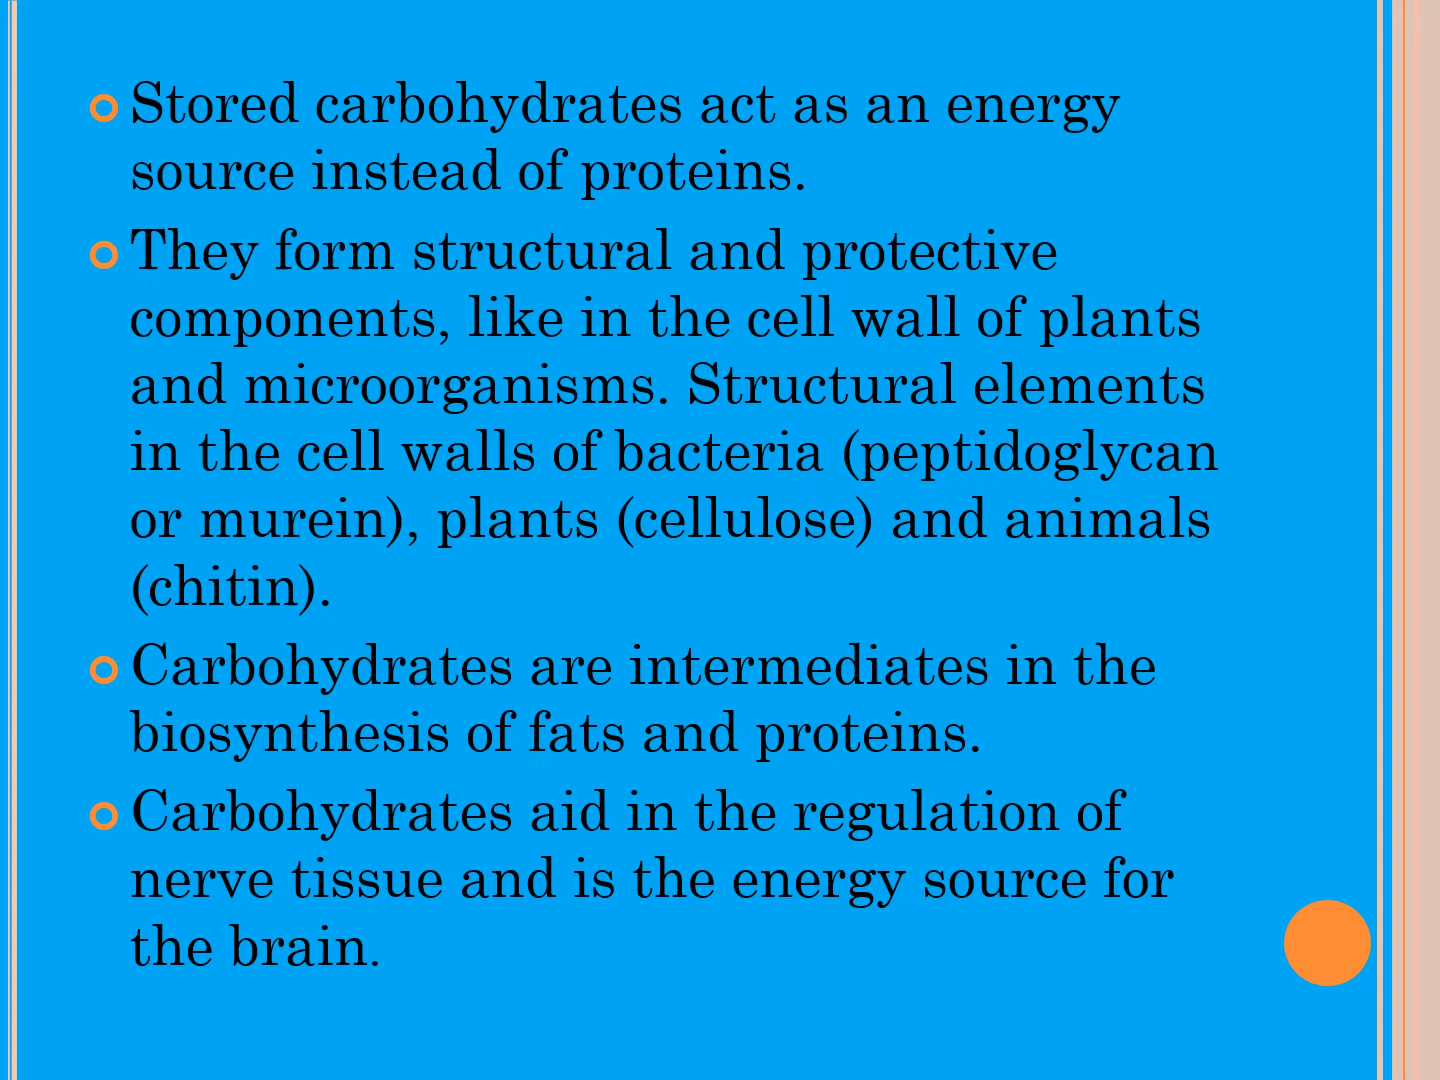 Stored carbohydrates act as an energy
source instead of proteins.
They form structural and protective
components, like in the cell wall of plants
and microorganisms. Structural elements
in the cell walls of bacteria (peptidoglycan
or murein), plants (cellulose) and animals
(chitin).
Carbohydrates are intermediates in the
biosynthesis of fats and proteins.
Carbohydrates aid in the regulation of
nerve tissue and is the energy source for
the brain.